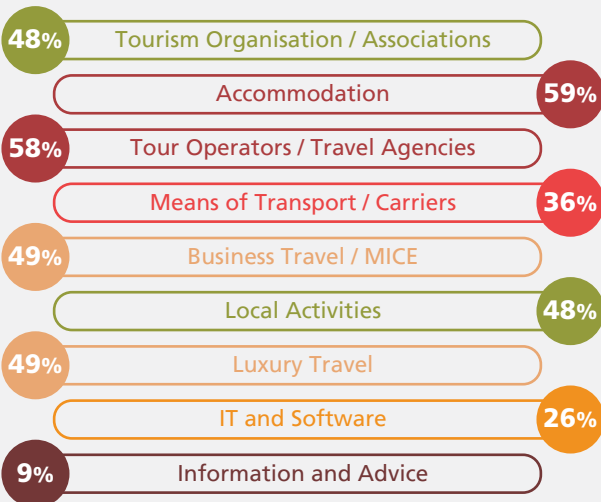 48% Tourism Organisation / Associations
Accommodation 59%
58% Tour Operators / Travel Agencies
Means of Transport / Carriers 36%
49% Business Travel / MICE
Local Activities 48%
49% Luxury Travel
IT and Software 26%
9% Information and Advice